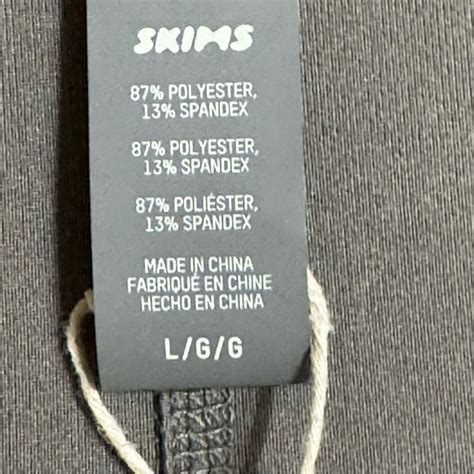 SKIMS
87% POLYESTER,
13% SPANDEX
87% POLYESTER,
13% SPANDEX
87% POLIÉSTER,
13% SPANDEX
MADE IN CHINA
FABRIQUÉ EN CHINE
HECHO EN CHINA
L/G/G